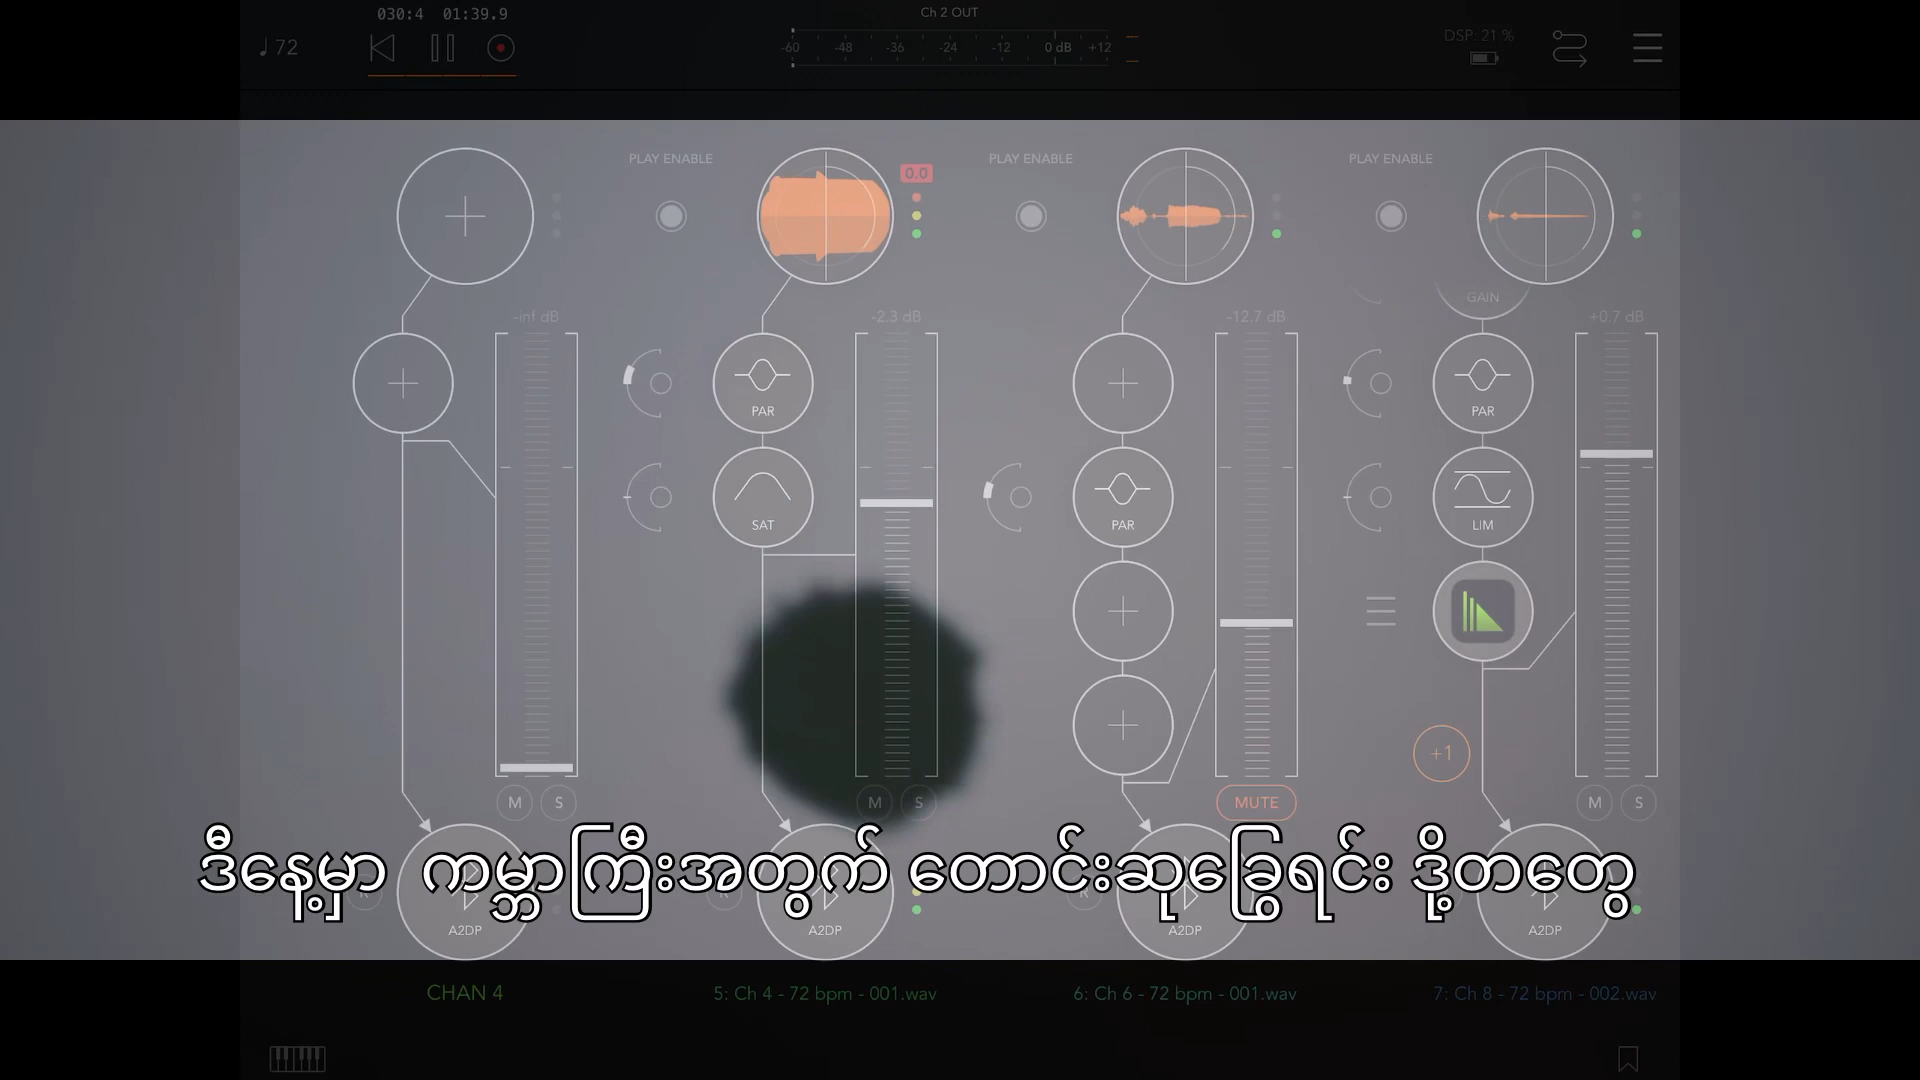 030:4 01:39.9
Ch 2 OUT
72
-60 -48 -36 -24 -12 0 dB +12
DSP: 21 %
PLAY ENABLE PLAY ENABLE PLAY ENABLE
0.0
GAIN
-inf dB -2.3 dB -12.7 dB +0.7 dB
PAR PAR
SAT PAR LIM
+1
M S M S MUTE M S
ဒီနေ့မှာ ကမ္ဘာကြီးအတွက် တောင်းဆုခြွေရင်း ဒို့တတွေ
R R R
A2DP A2DP A2DP A2DP
CHAN 4 5: Ch 4 - 72 bpm - 001.wav 6: Ch 6 - 72 bpm - 001.wav 7: Ch 8 - 72 bpm - 002.wav